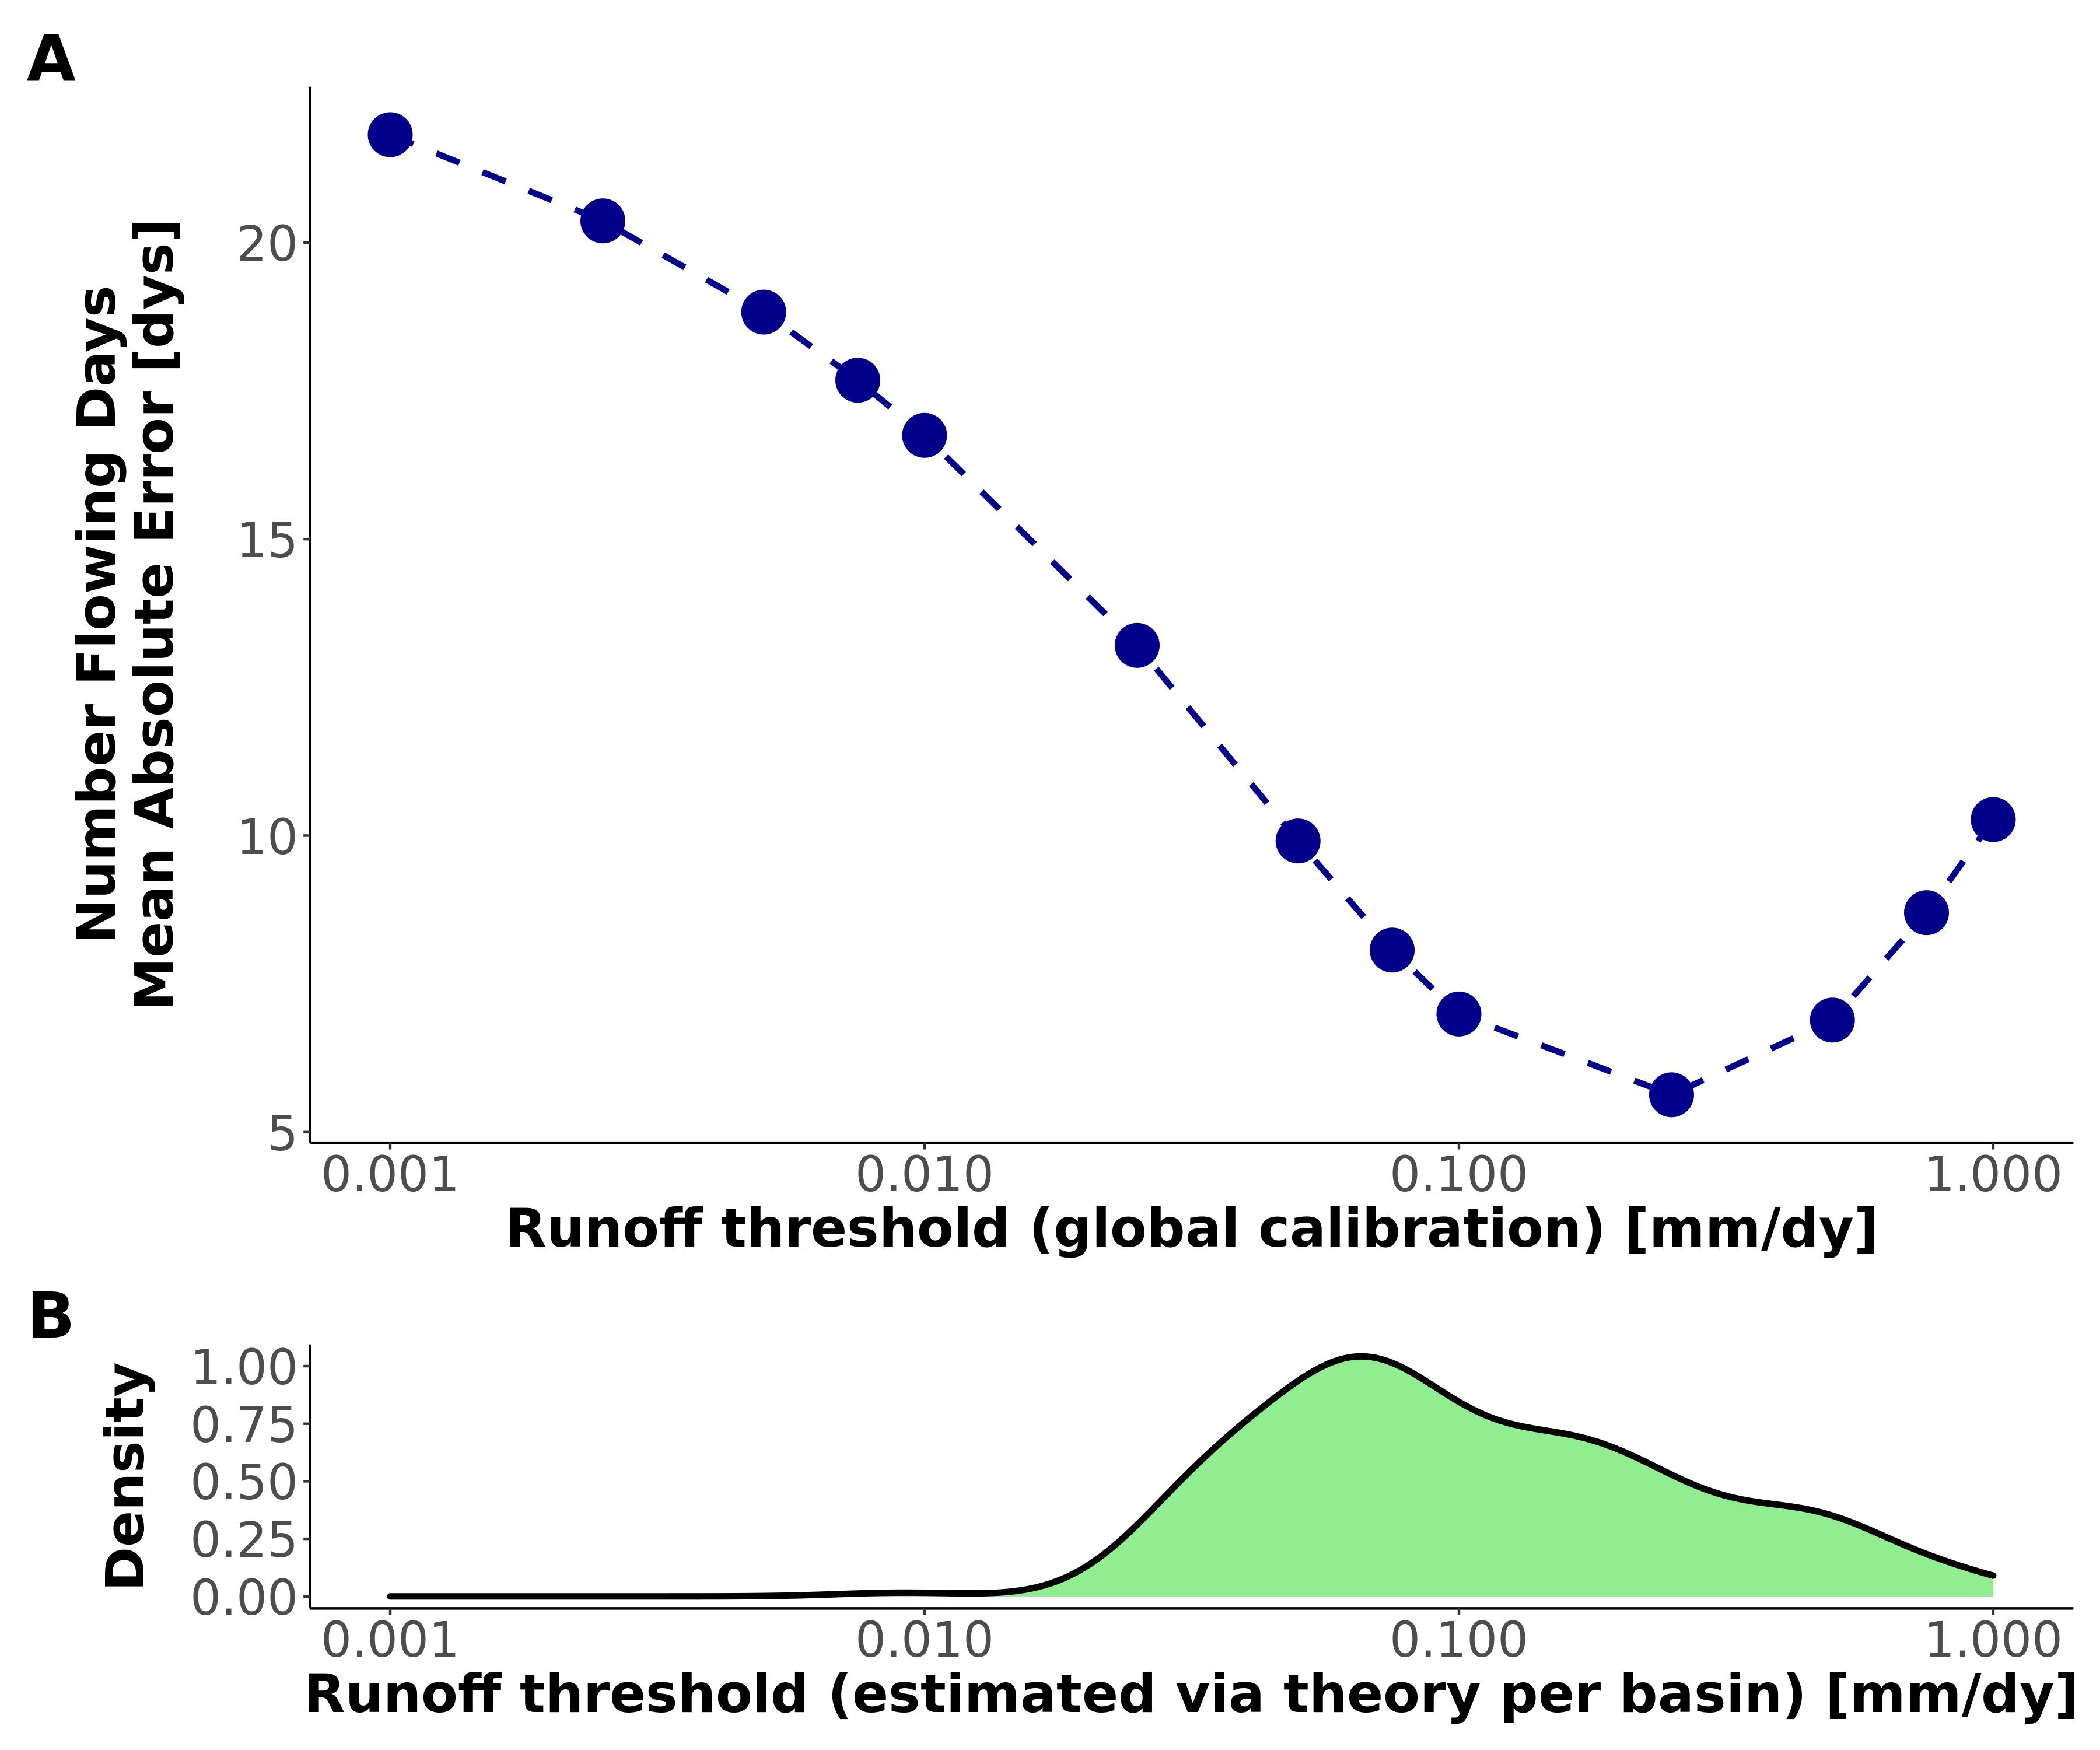 A
Number Flowing Days
Mean Absolute Error [dys]
20
15
10
5
0.001 0.010 0.100 1.000
Runoff threshold (global calibration) [mm/dy]
B
Density
1.00
0.75
0.50
0.25
0.00
0.001 0.010 0.100 1.000
Runoff threshold (estimated via theory per basin) [mm/dy]